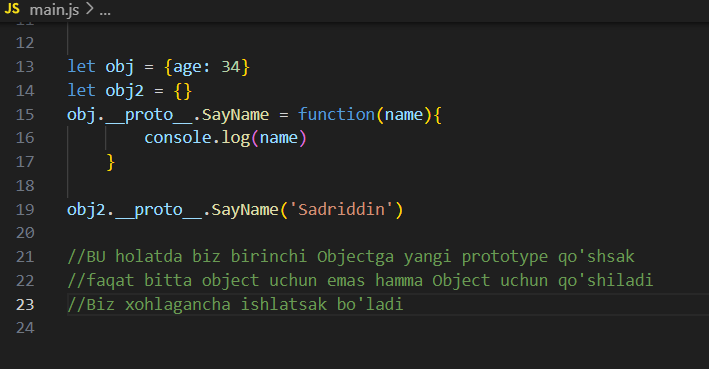 JS main.js > ...
11
12
13 let obj = {age: 34}
14 let obj2 = {}
15 obj.__proto__.SayName = function(name){
16 console.log(name)
17 }
18
19 obj2.__proto__.SayName('Sadriddin')
20
21 //BU holatda biz birinchi Objectga yangi prototype qo'shsak
22 //faqat bitta object uchun emas hamma Object uchun qo'shiladi
23 //Biz xohlagancha ishlatsak bo'ladi
24